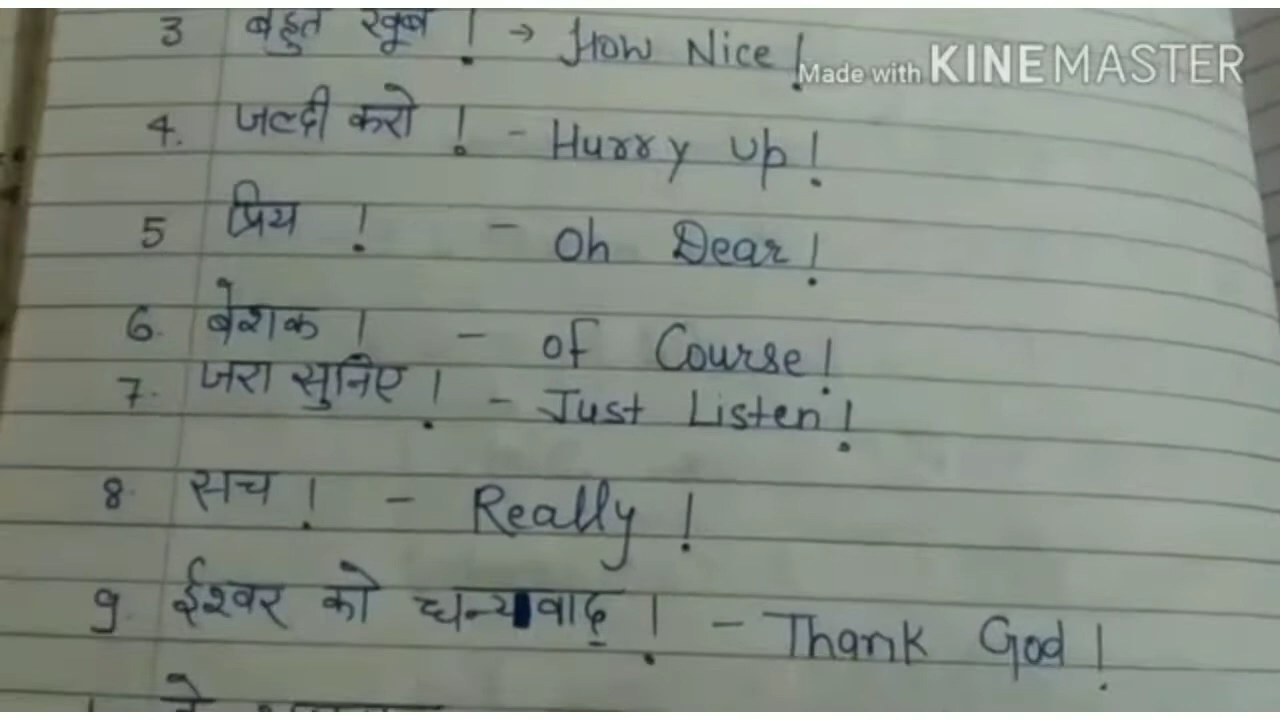 3 बहुत खूब ! → How Nice !
Made with KINEMASTER
4. जल्दी करो ! - Hurry up !
5 प्रिय ! - Oh Dear !
6. बेशक । - of Course !
7. जरा सुनिए ! - Just Listen !
8. सच ! - Really !
9. ईश्वर को धन्यवाद ! - Thank God !